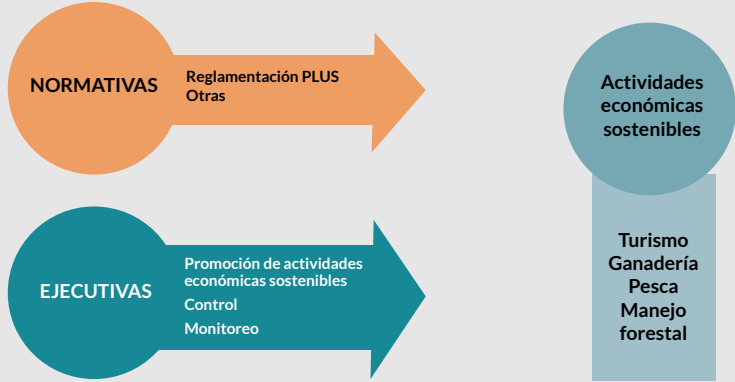 NORMATIVAS
Reglamentación PLUS
Otras
EJECUTIVAS
Promoción de actividades
económicas sostenibles
Control
Monitoreo
Actividades
económicas
sostenibles
Turismo
Ganadería
Pesca
Manejo
forestal